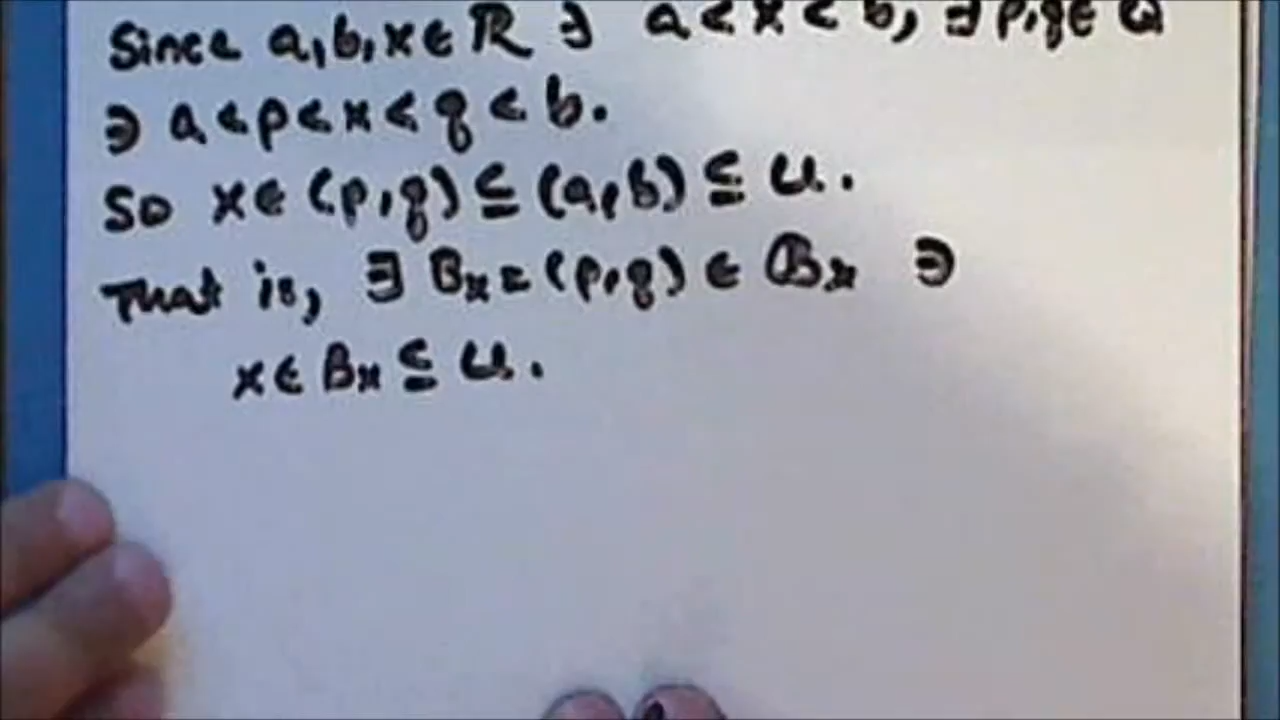 Since a,b,x ∈ ℝ ∋ a < x < b, ∃ p,q ∈ Q
∋ a < p < x < q < b.
So x ∈ (p,q) ⊆ (a,b) ⊆ U.
That is, ∃ Bx = (p,q) ∈ ℬx ∋
x ∈ Bx ⊆ U.